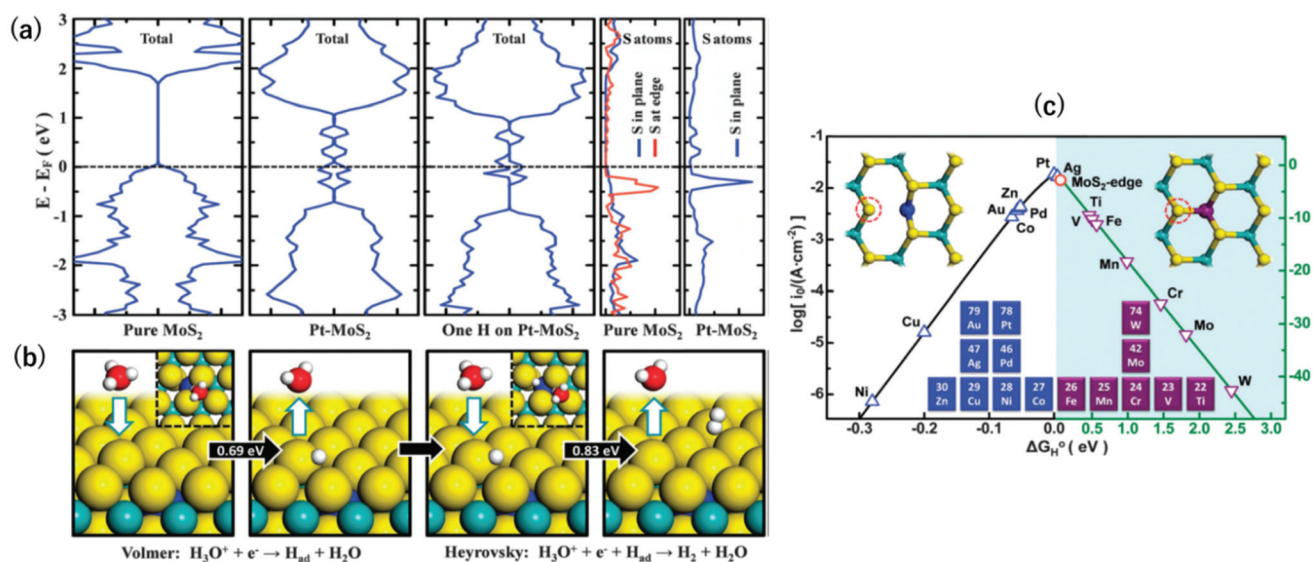 (a)
Total
Total
Total
S atoms
S atoms
S in plane
S at edge
S in plane
E - E_F ( eV )
3
2
1
0
-1
-2
-3
Pure MoS₂
Pt-MoS₂
One H on Pt-MoS₂
Pure MoS₂
Pt-MoS₂
(b)
0.69 eV
0.83 eV
Volmer: H₃O⁺ + e⁻ → H_ad + H₂O
Heyrovsky: H₃O⁺ + e⁻ + H_ad → H₂ + H₂O
(c)
log[ i₀/(A·cm⁻²)
-1
-2
-3
-4
-5
-6
Pt
Ag
MoS₂-edge
Zn
Au
Pd
Co
Ti
V
Fe
Mn
Cr
Mo
Cu
Ni
W
0
-10
-20
-30
-40
79 Au
78 Pt
47 Ag
46 Pd
30 Zn
29 Cu
28 Ni
27 Co
74 W
42 Mo
26 Fe
25 Mn
24 Cr
23 V
22 Ti
-0.3
-0.2
-0.1
0.0
0.5
1.0
1.5
2.0
2.5
3.0
ΔG_H° ( eV )